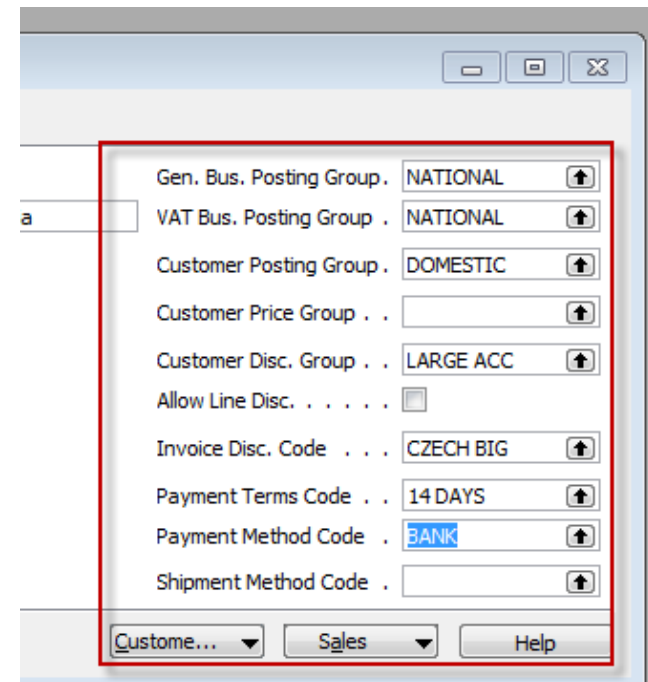 Gen. Bus. Posting Group. NATIONAL
a VAT Bus. Posting Group . NATIONAL
Customer Posting Group. DOMESTIC
Customer Price Group . .
Customer Disc. Group . . LARGE ACC
Allow Line Disc. . . . . .
Invoice Disc. Code . . . CZECH BIG
Payment Terms Code . . 14 DAYS
Payment Method Code . BANK
Shipment Method Code .
Custome... Sales Help